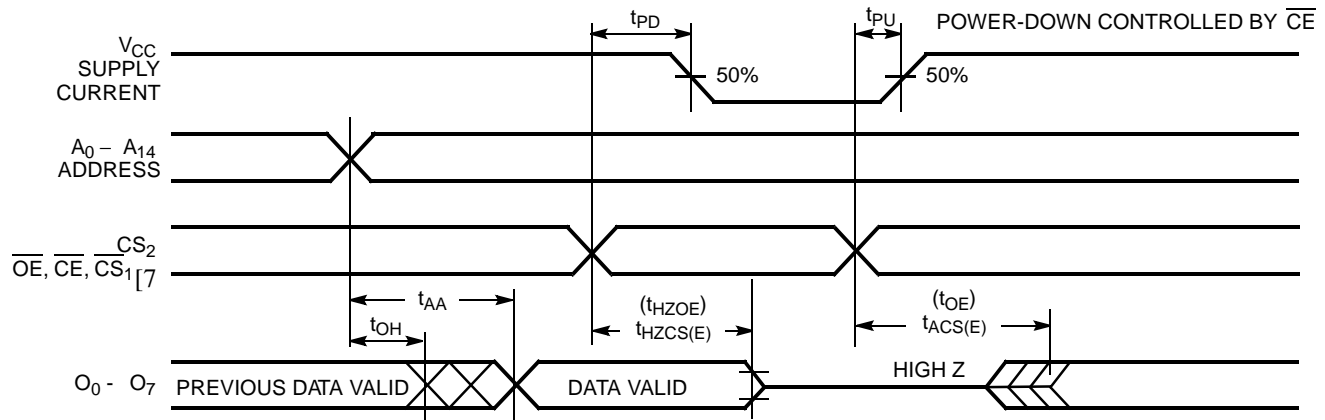 tPD
tPU
POWER-DOWN CONTROLLED BY CE
VCC
SUPPLY
CURRENT
50%
50%
A0 – A14
ADDRESS
CS2
OE, CE, CS1[7
tAA
(tHZOE)
tHZCS(E)
(tOE)
tACS(E)
tOH
O0 - O7
PREVIOUS DATA VALID
DATA VALID
HIGH Z